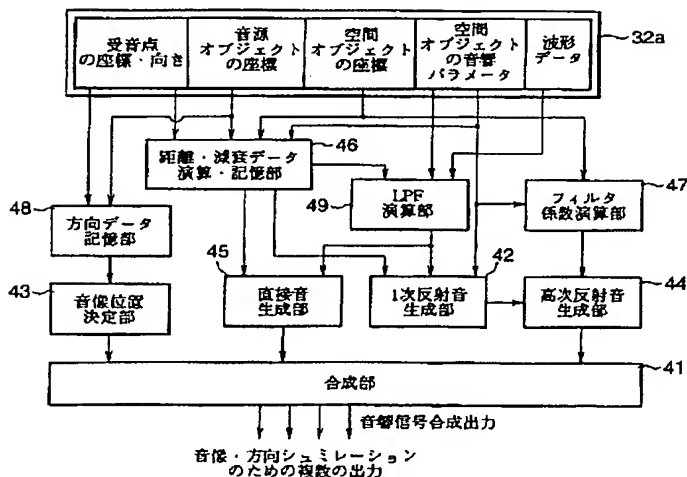 受音点
の座標・向き
音源
オブジェクト
の座標
空間
オブジェクト
の座標
空間
オブジェクト
の音響
パラメータ
波形
データ
32a
距離・減衰データ
演算・記憶部
46
LPF
演算部
49
フィルタ
係数演算部
47
48
方向データ
記憶部
43
音像位置
決定部
45
直接音
生成部
42
1次反射音
生成部
44
高次反射音
生成部
41
合成部
音響信号合成出力
音像・方向シュミレーション
のための複数の出力